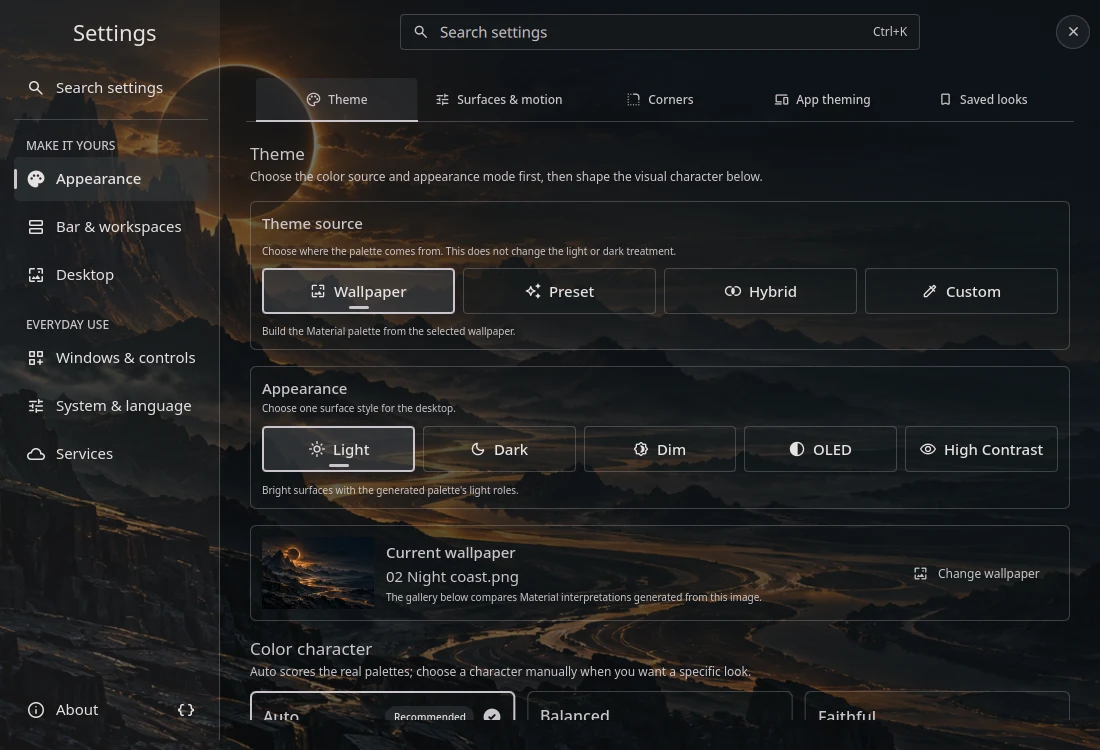 Settings
Search settings
Ctrl+K
Search settings
MAKE IT YOURS
Appearance
Bar & workspaces
Desktop
EVERYDAY USE
Windows & controls
System & language
Services
About
Theme
Surfaces & motion
Corners
App theming
Saved looks
Theme
Choose the color source and appearance mode first, then shape the visual character below.
Theme source
Choose where the palette comes from. This does not change the light or dark treatment.
Wallpaper
Preset
Hybrid
Custom
Build the Material palette from the selected wallpaper.
Appearance
Choose one surface style for the desktop.
Light
Dark
Dim
OLED
High Contrast
Bright surfaces with the generated palette's light roles.
Current wallpaper
02 Night coast.png
The gallery below compares Material interpretations generated from this image.
Change wallpaper
Color character
Auto scores the real palettes; choose a character manually when you want a specific look.
Auto
Recommended
Balanced
Faithful